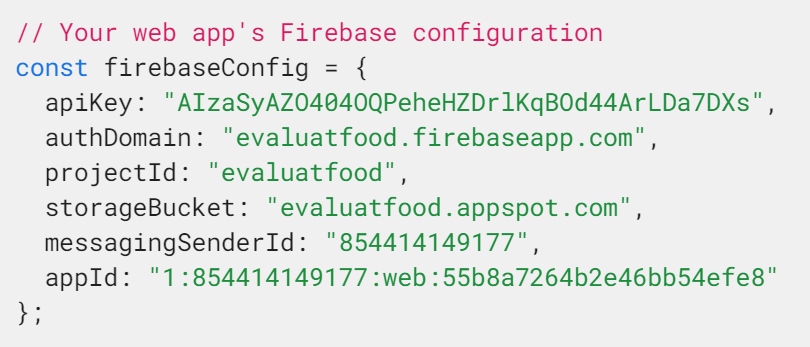 // Your web app's Firebase configuration
const firebaseConfig = {
  apiKey: "AIzaSyAZO404OQPeheHZDrlKqBOd44ArLDa7DXs",
  authDomain: "evaluatfood.firebaseapp.com",
  projectId: "evaluatfood",
  storageBucket: "evaluatfood.appspot.com",
  messagingSenderId: "854414149177",
  appId: "1:854414149177:web:55b8a7264b2e46bb54efe8"
};